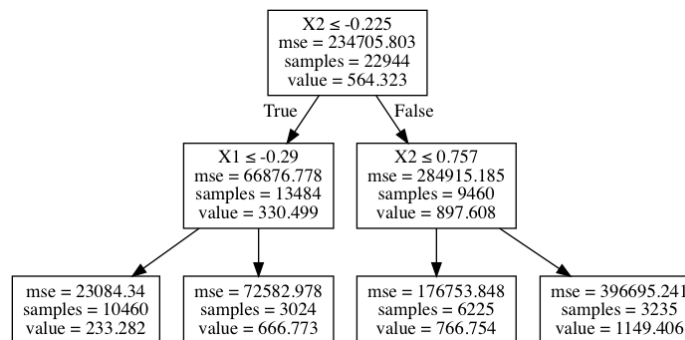 X2 ≤ -0.225
mse = 234705.803
samples = 22944
value = 564.323
True
False
X1 ≤ -0.29
mse = 66876.778
samples = 13484
value = 330.499
X2 ≤ 0.757
mse = 284915.185
samples = 9460
value = 897.608
mse = 23084.34
samples = 10460
value = 233.282
mse = 72582.978
samples = 3024
value = 666.773
mse = 176753.848
samples = 6225
value = 766.754
mse = 396695.241
samples = 3235
value = 1149.406